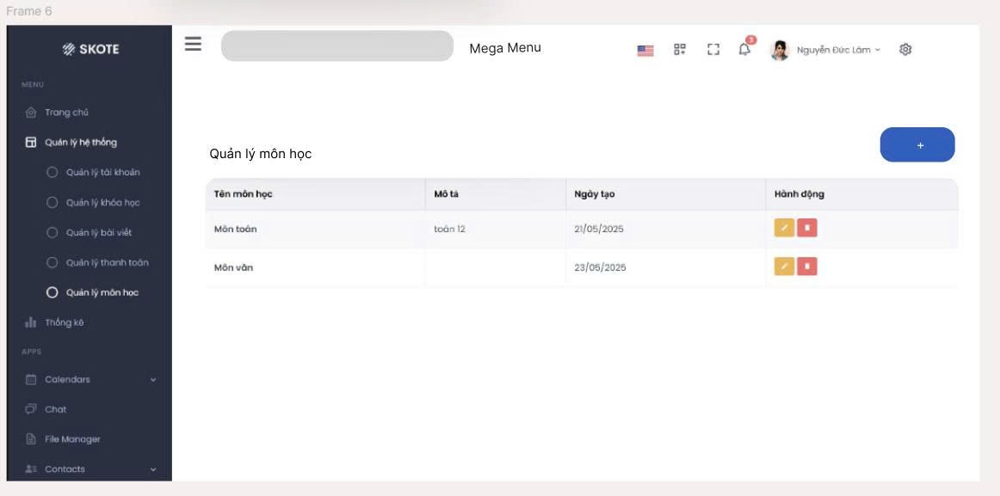 Frame 6
SKOTE
Mega Menu
3
Nguyễn Đức Lâm
MENU
Trang chủ
Quản lý hệ thống
Quản lý tài khoản
Quản lý khóa học
Quản lý bài viết
Quản lý thanh toán
Quản lý môn học
Thống kê
APPS
Calendars
Chat
File Manager
Contacts
Quản lý môn học
+
Tên môn học Mô tả Ngày tạo Hành động
Môn toán toán 12 21/05/2025
Môn văn 23/05/2025